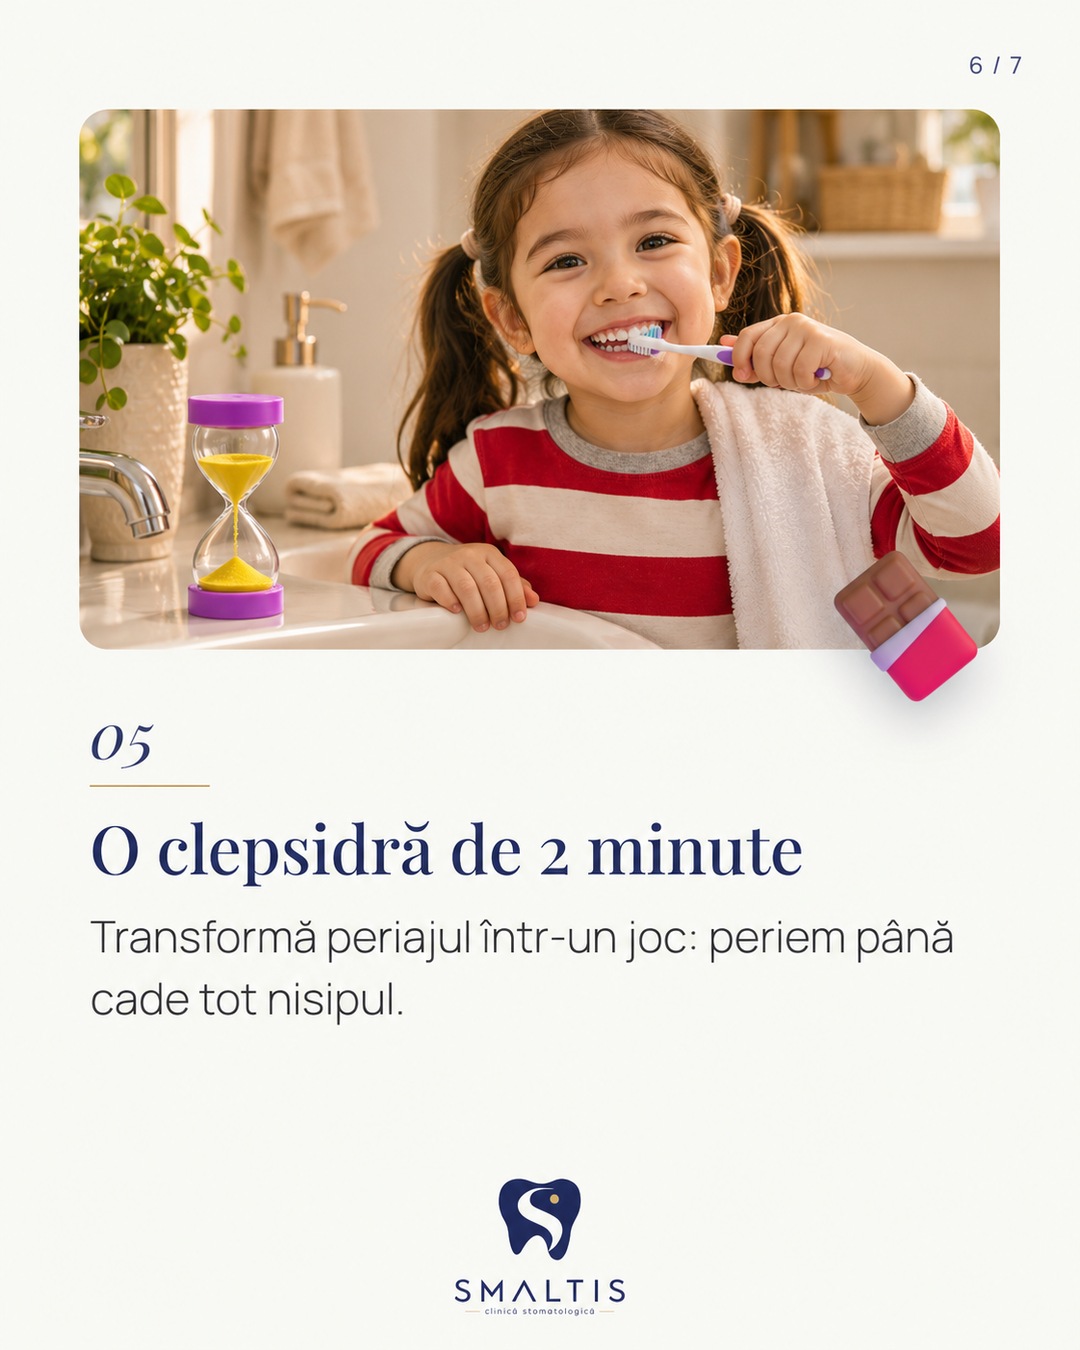 6 / 7
05
O clepsidră de 2 minute
Transformă periajul într-un joc: periem până
cade tot nisipul.
SMALTIS
clinică stomatologică